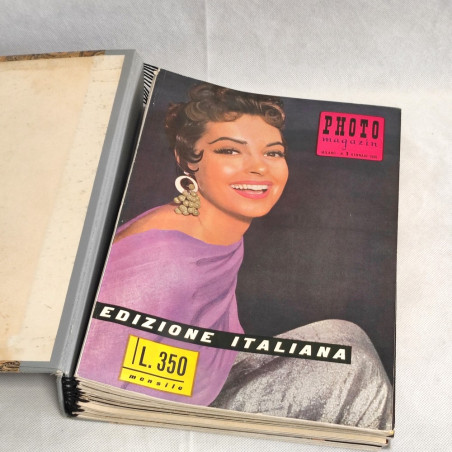 PHOTO
magazin
EDIZIONE ITALIANA
L. 350
mensile